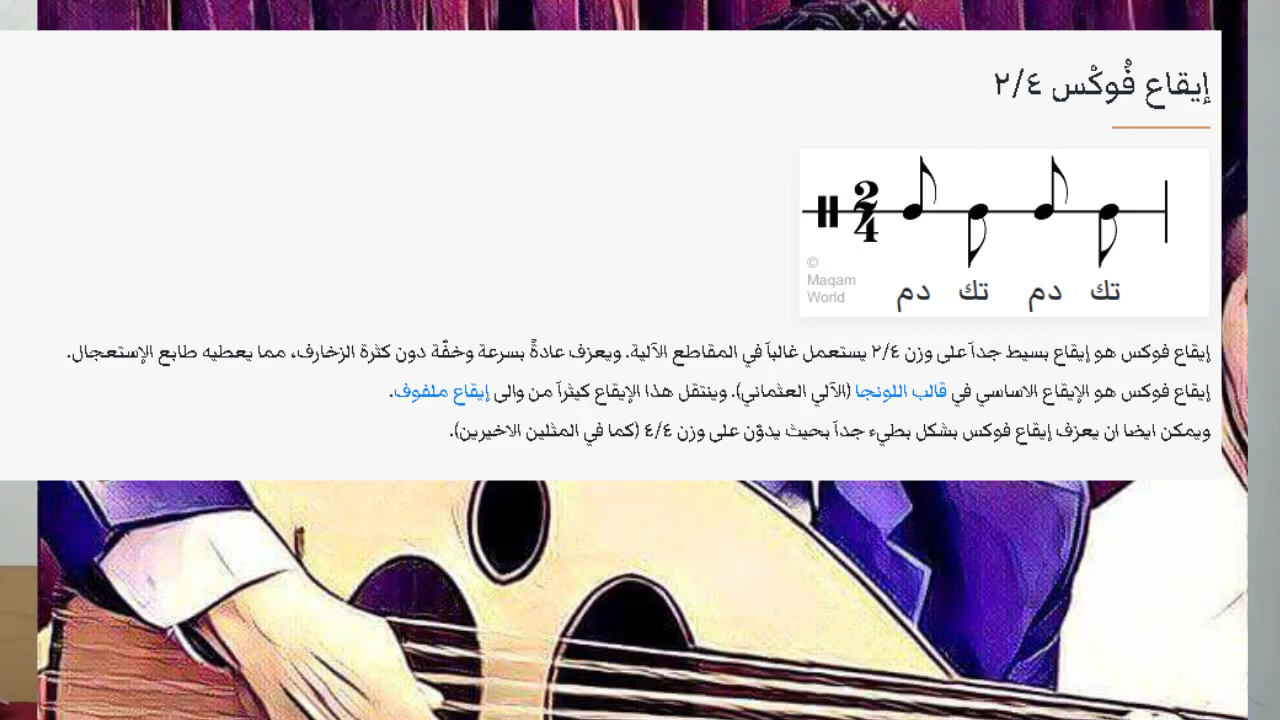 إيقاع فُوكْس ٢/٤
2
4
©
Maqam
World
دم تك دم تك
إيقاع فوكس هو إيقاع بسيط جداً على وزن ٢/٤ يستعمل غالباً في المقاطع الآلية. ويعزف عادةً بسرعة وخفّة دون كثرة الزخارف، مما يعطيه طابع الإستعجال.
إيقاع فوكس هو الإيقاع الاساسي في قالب اللونجا (الآلي العثماني). وينتقل هذا الإيقاع كثيراً من والى إيقاع ملفوف.
ويمكن ايضا ان يعزف إيقاع فوكس بشكل بطيء جداً بحيث يدوّن على وزن ٤/٤ (كما في المثلين الاخيرين).